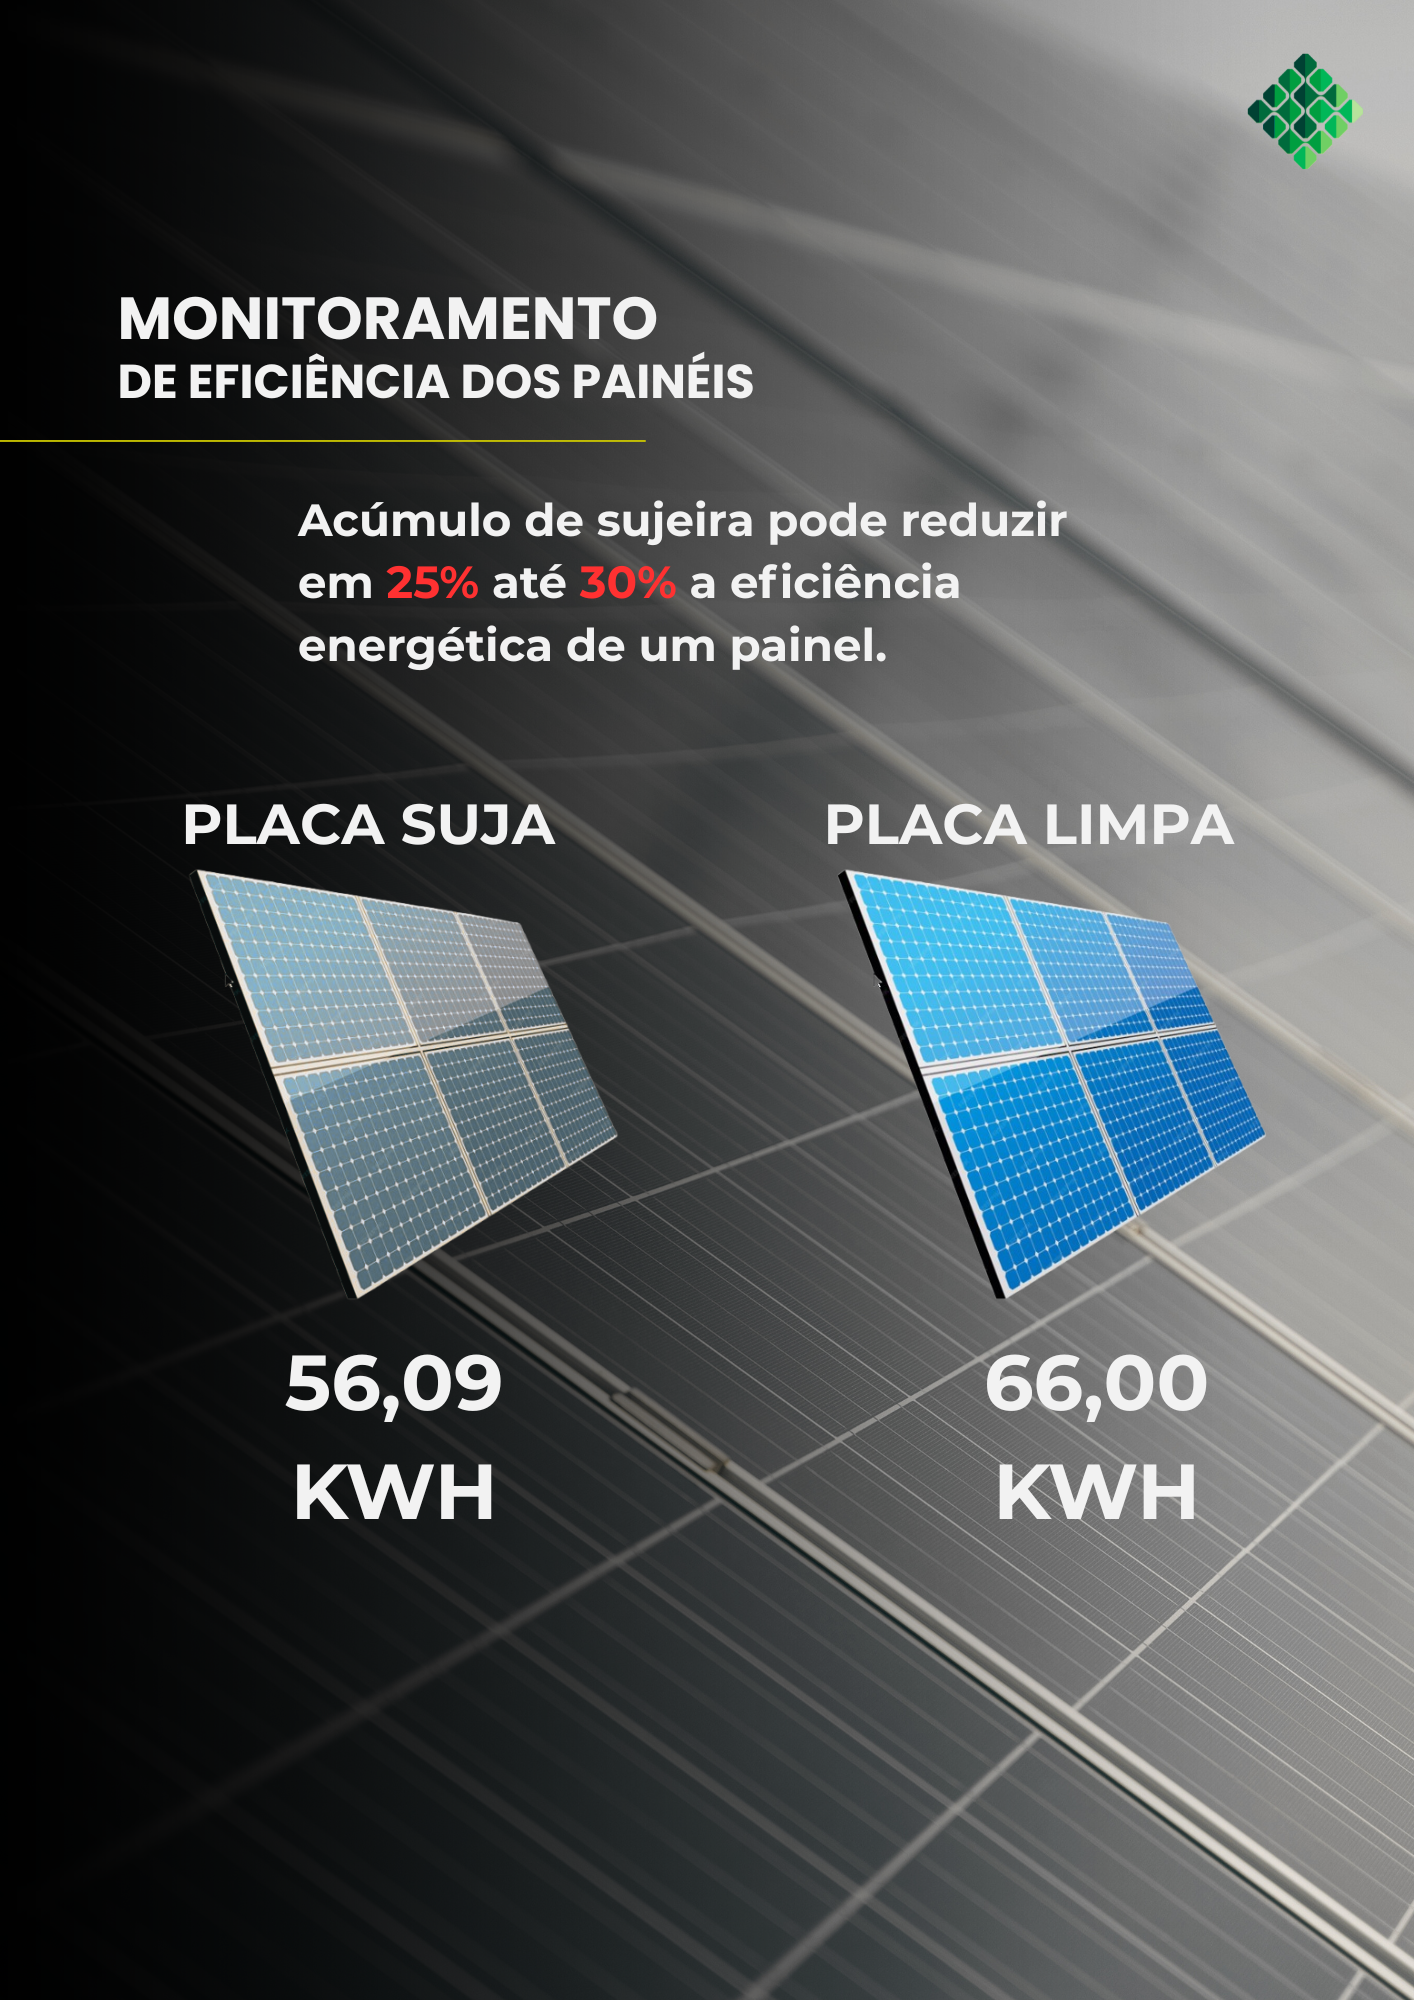 MONITORAMENTO
DE EFICIÊNCIA DOS PAINÉIS
Acúmulo de sujeira pode reduzir
em 25% até 30% a eficiência
energética de um painel.
PLACA SUJA
PLACA LIMPA
56,09
KWH
66,00
KWH